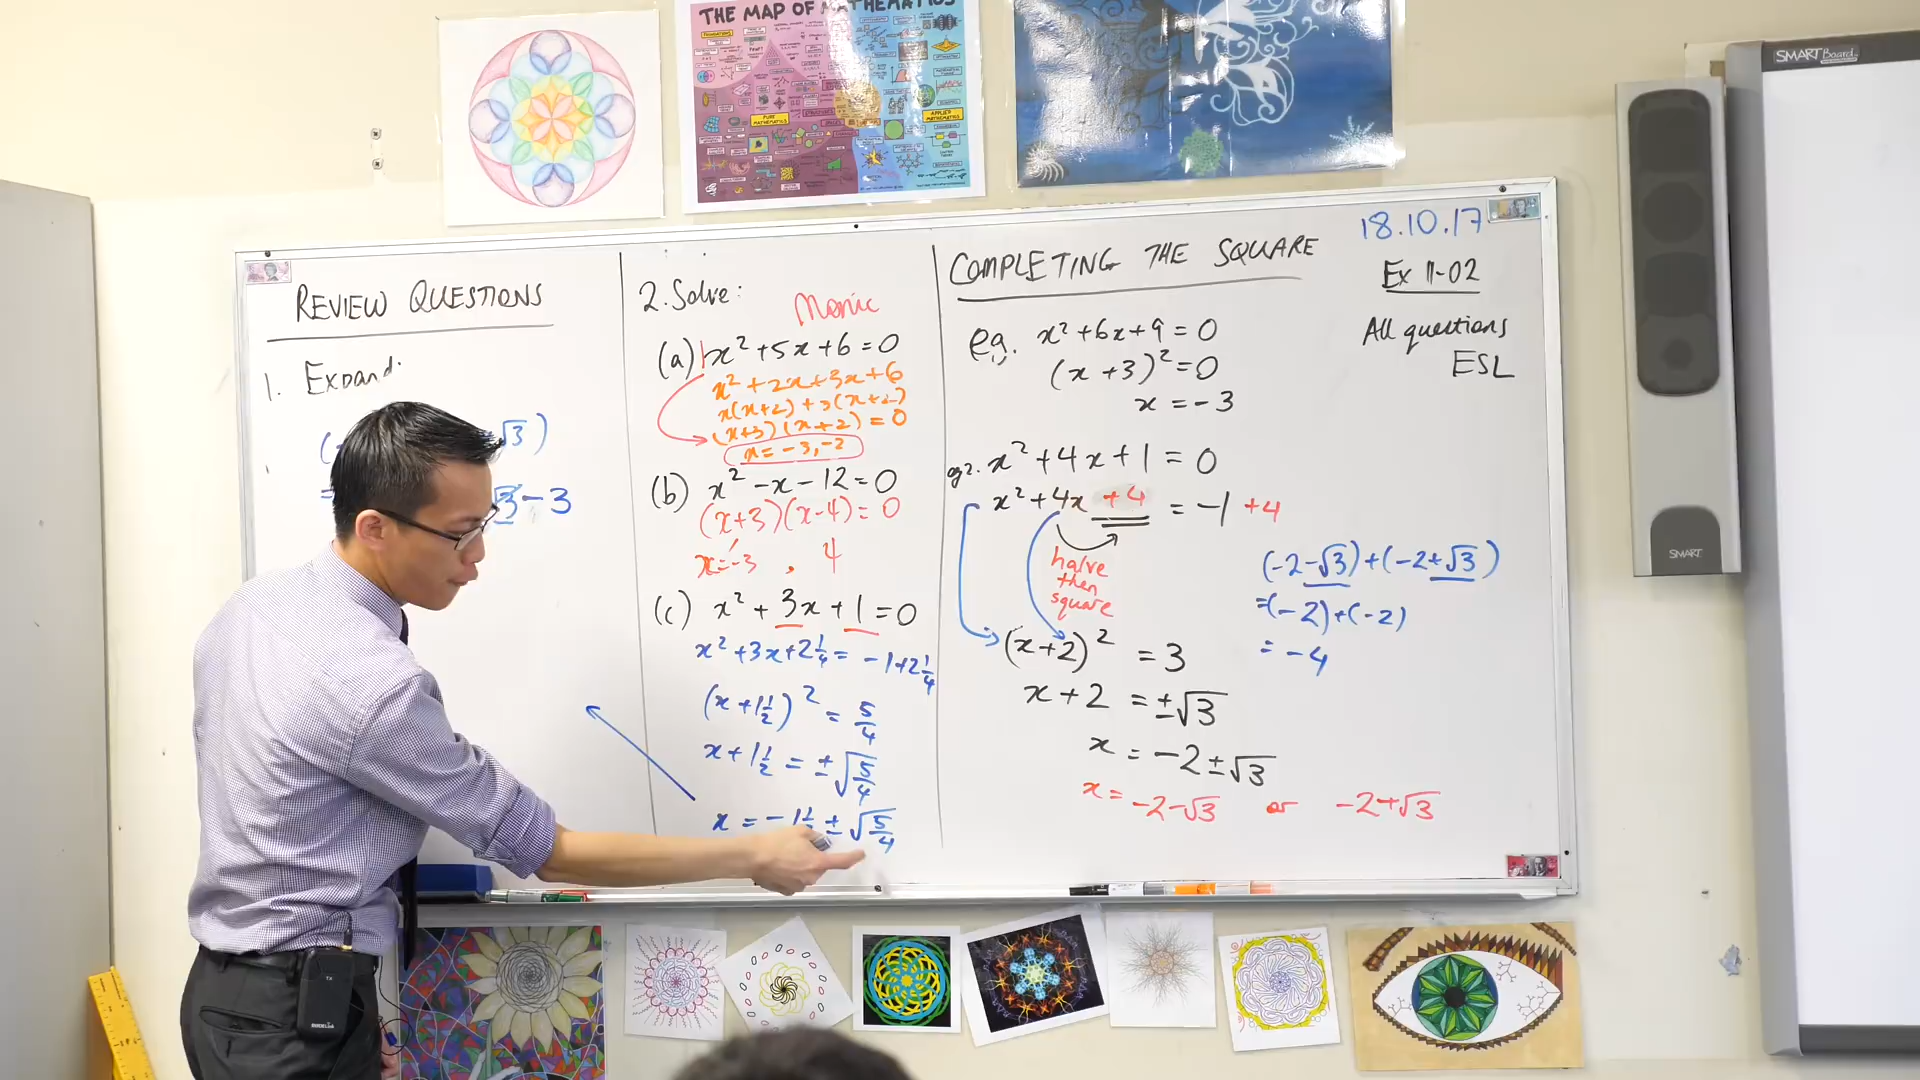 THE MAP OF MATHEMATICS
PURE MATHEMATICS
APPLIED MATHEMATICS
SMART Board
SMART
REVIEW QUESTIONS
1. Expand:
√3)
√3 - 3
2. Solve:
Monic
(a) 1x² + 5x + 6 = 0
x² + 2x + 3x + 6
x(x+2) + 3(x+2)
(x+3)(x+2) = 0
x = -3, -2
(b) x² - x - 12 = 0
(x+3)(x-4) = 0
x = -3 , 4
(c) x² + 3x + 1 = 0
x² + 3x + 2¼ = -1 + 2¼
(x + 1½)² = 5/4
x + 1½ = ±√5/4
x = -1½ ± √5/4
COMPLETING THE SQUARE
eg. x² + 6x + 9 = 0
(x + 3)² = 0
x = -3
eg2. x² + 4x + 1 = 0
x² + 4x + 4 = -1 + 4
halve
then
square
(x+2)² = 3
x + 2 = ±√3
x = -2 ± √3
x = -2-√3 or -2+√3
18.10.17
Ex 11-02
All questions
ESL
(-2-√3) + (-2+√3)
= (-2) + (-2)
= -4